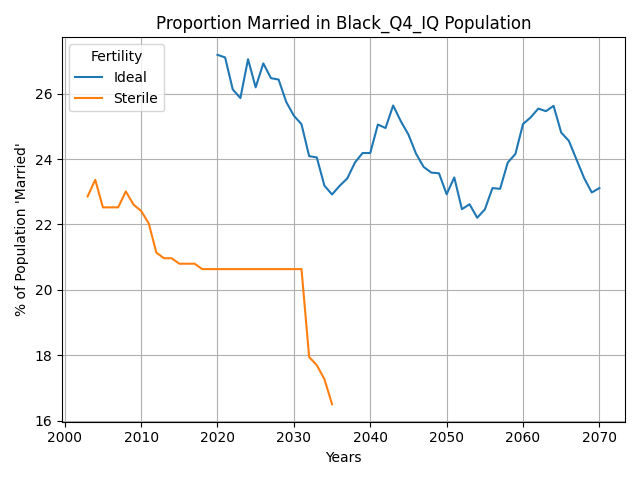 Proportion Married in Black_Q4_IQ Population
% of Population 'Married'
Fertility
Ideal
Sterile
26
24
22
20
18
16
2000 2010 2020 2030 2040 2050 2060 2070
Years